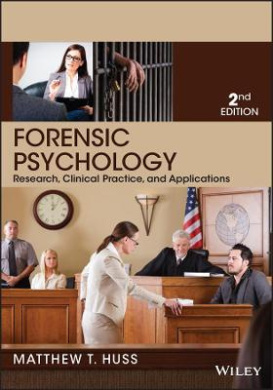 2nd
EDITION
FORENSIC
PSYCHOLOGY
Research, Clinical Practice, and Applications
MATTHEW T. HUSS
WILEY